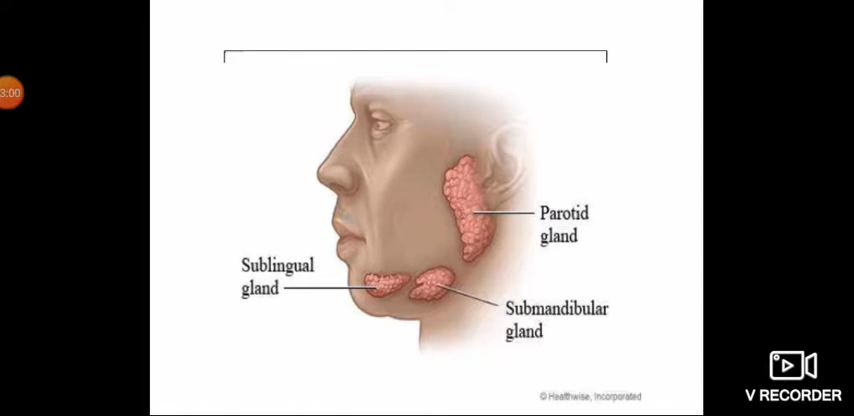 3:00
Parotid
gland
Sublingual
gland
Submandibular
gland
© Healthwise, Incorporated
V RECORDER